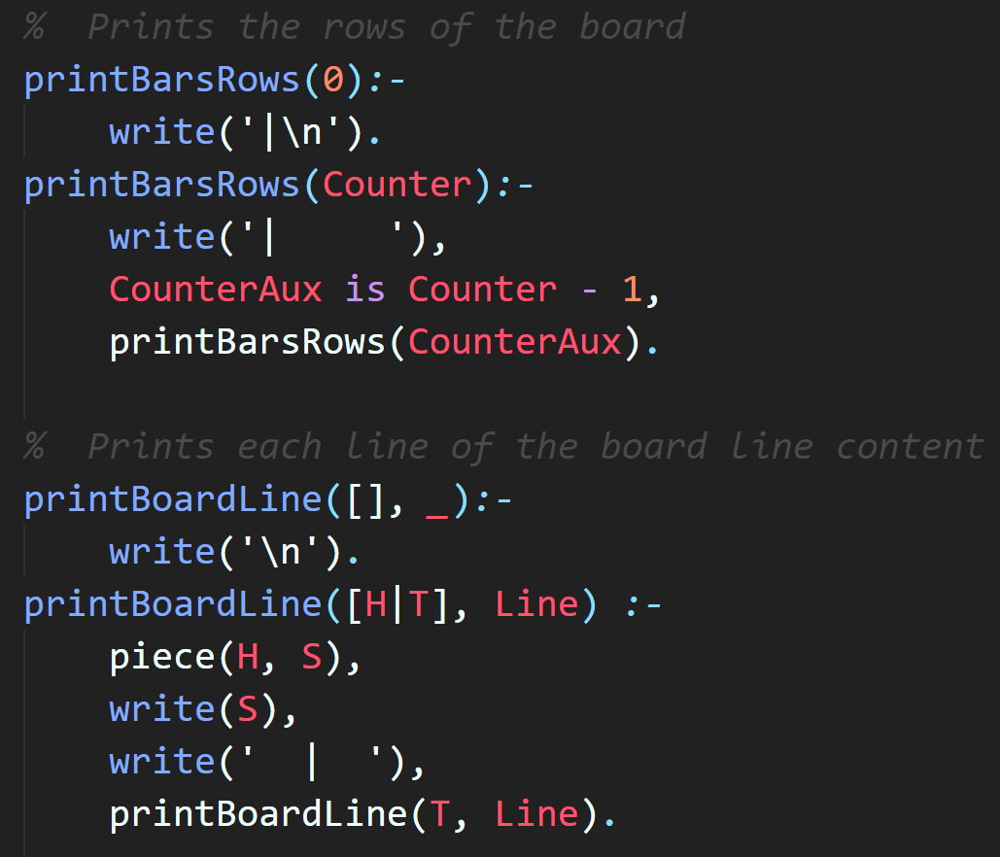 %  Prints the rows of the board
printBarsRows(0):-
    write('|\n').
printBarsRows(Counter):-
    write('|     '),
    CounterAux is Counter - 1,
    printBarsRows(CounterAux).
%  Prints each line of the board line content
printBoardLine([], _):-
    write('\n').
printBoardLine([H|T], Line) :-
    piece(H, S),
    write(S),
    write('  |  '),
    printBoardLine(T, Line).